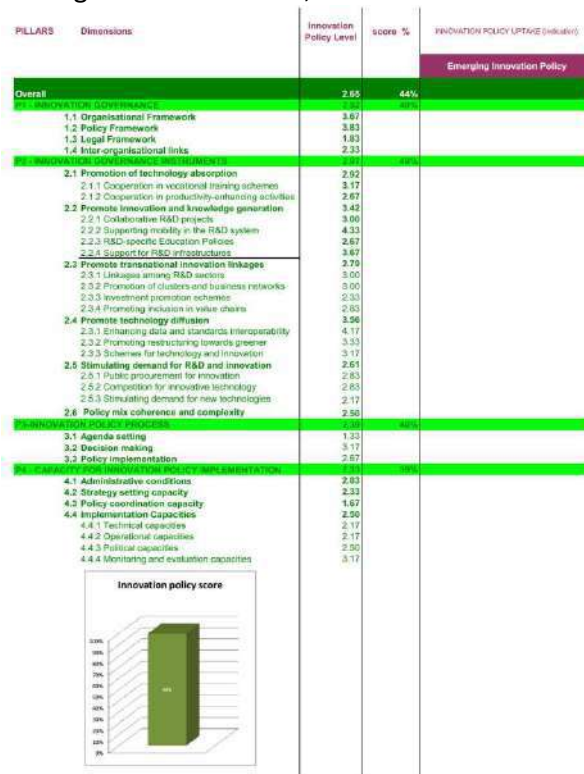 PILLARS Dimensions Innovation Policy Level score % INNOVATION POLICY UPTAKE (indication)
Emerging Innovation Policy
Overall 2.65 44%
P1 - INNOVATION GOVERNANCE
1.1 Organisational Framework 3.67
1.2 Policy Framework 3.83
1.3 Legal Framework 1.83
1.4 Inter-organisational links 2.33
P2 - INNOVATION GOVERNANCE INSTRUMENTS
2.1 Promotion of technology absorption 2.92
2.1.1 Cooperation in vocational training schemes 3.17
2.1.2 Cooperation in productivity-enhancing activities 2.67
2.2 Promote innovation and knowledge generation 3.42
2.2.1 Collaborative R&D projects 3.00
2.2.2 Supporting mobility in the R&D system 4.33
2.2.3 R&D-specific Education Policies 2.67
2.2.4 Support for R&D infrastructures 3.67
2.3 Promote transnational innovation linkages 2.79
2.3.1 Linkages among R&D sectors 3.00
2.3.2 Promotion of clusters and business networks 3.00
2.3.3 Investment promotion schemes 2.33
2.3.4 Promoting inclusion in value chains 2.83
2.4 Promote technology diffusion 3.56
2.3.1 Enhancing data and standards interoperability 4.17
2.3.2 Promoting restructuring towards greener 3.33
2.3.3 Schemes for technology and innovation 3.17
2.5 Stimulating demand for R&D and innovation 2.61
2.5.1 Public procurement for innovation 2.83
2.5.2 Competition for innovative technology 2.83
2.5.3 Stimulating demand for new technologies 2.17
2.6 Policy mix coherence and complexity 2.50
P3-INNOVATION POLICY PROCESS
3.1 Agenda setting 1.33
3.2 Decision making 3.17
3.3 Policy implementation 2.67
P4 - CAPACITY FOR INNOVATION POLICY IMPLEMENTATION 2.33 39%
4.1 Administrative conditions 2.83
4.2 Strategy setting capacity 2.33
4.3 Policy coordination capacity 1.67
4.4 Implementation Capacities 2.50
4.4.1 Technical capacities 2.17
4.4.2 Operational capacities 2.17
4.4.3 Political capacities 2.50
4.4.4 Monitoring and evaluation capacities 3.17
Innovation policy score
100%
90%
80%
70%
60%
50%
40%
30%
20%
10%
0%